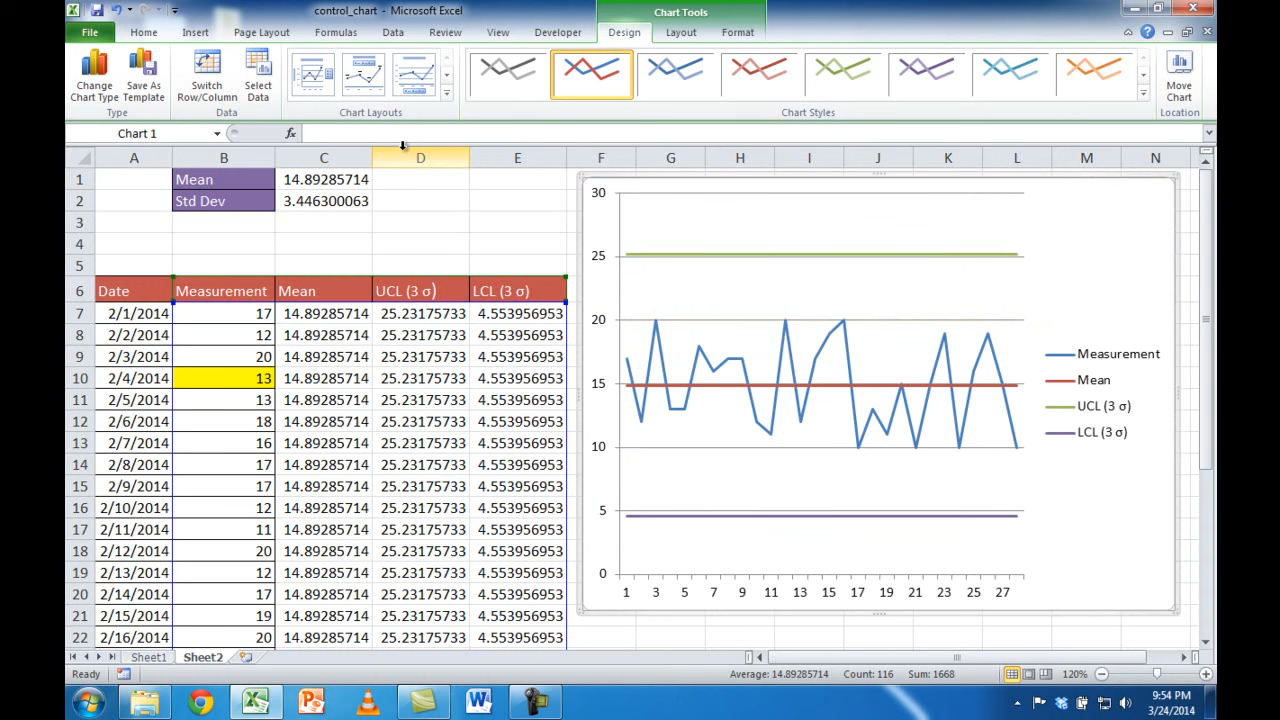 control_chart - Microsoft Excel
Chart Tools
File Home Insert Page Layout Formulas Data Review View Developer Design Layout Format
Change Chart Type
Save As Template
Switch Row/Column
Select Data
Move Chart
Type Data Chart Layouts Chart Styles Location
Chart 1 fx
A B C D E F G H I J K L M N
1 Mean 14.89285714
2 Std Dev 3.446300063
3
4
5
6 Date Measurement Mean UCL (3 σ) LCL (3 σ)
7 2/1/2014 17 14.89285714 25.23175733 4.553956953
8 2/2/2014 12 14.89285714 25.23175733 4.553956953
9 2/3/2014 20 14.89285714 25.23175733 4.553956953
10 2/4/2014 13 14.89285714 25.23175733 4.553956953
11 2/5/2014 13 14.89285714 25.23175733 4.553956953
12 2/6/2014 18 14.89285714 25.23175733 4.553956953
13 2/7/2014 16 14.89285714 25.23175733 4.553956953
14 2/8/2014 17 14.89285714 25.23175733 4.553956953
15 2/9/2014 17 14.89285714 25.23175733 4.553956953
16 2/10/2014 12 14.89285714 25.23175733 4.553956953
17 2/11/2014 11 14.89285714 25.23175733 4.553956953
18 2/12/2014 20 14.89285714 25.23175733 4.553956953
19 2/13/2014 12 14.89285714 25.23175733 4.553956953
20 2/14/2014 17 14.89285714 25.23175733 4.553956953
21 2/15/2014 19 14.89285714 25.23175733 4.553956953
22 2/16/2014 20 14.89285714 25.23175733 4.553956953
30
25
20
15
10
5
0
1 3 5 7 9 11 13 15 17 19 21 23 25 27
Measurement
Mean
UCL (3 σ)
LCL (3 σ)
Sheet1 Sheet2
Ready Average: 14.89285714 Count: 116 Sum: 1668 120%
9:54 PM
3/24/2014